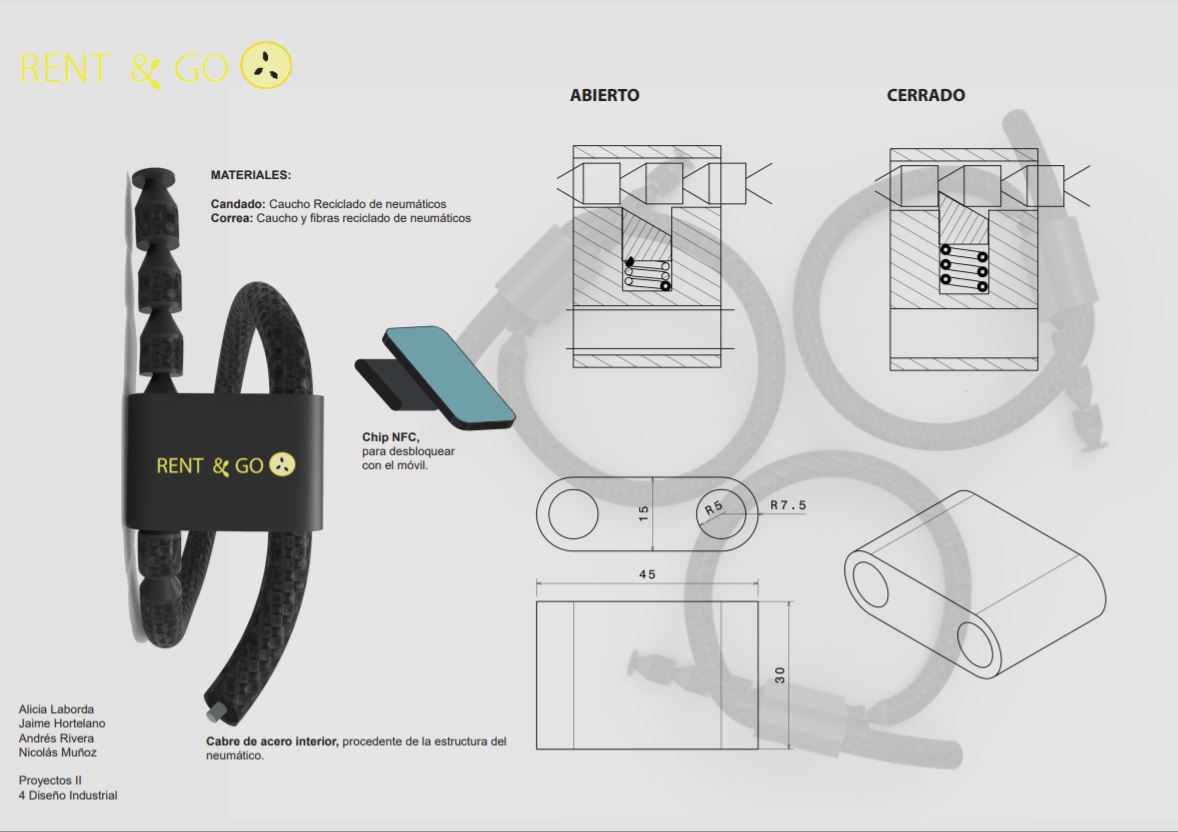 RENT & GO
ABIERTO
CERRADO
MATERIALES:
Candado: Caucho Reciclado de neumáticos
Correa: Caucho y fibras reciclado de neumáticos
RENT & GO
Chip NFC,
para desbloquear
con el móvil.
15
R5
R7.5
45
30
Alicia Laborda
Jaime Hortelano
Andrés Rivera
Nicolás Muñoz
Cabre de acero interior, procedente de la estructura del
neumático.
Proyectos II
4 Diseño Industrial